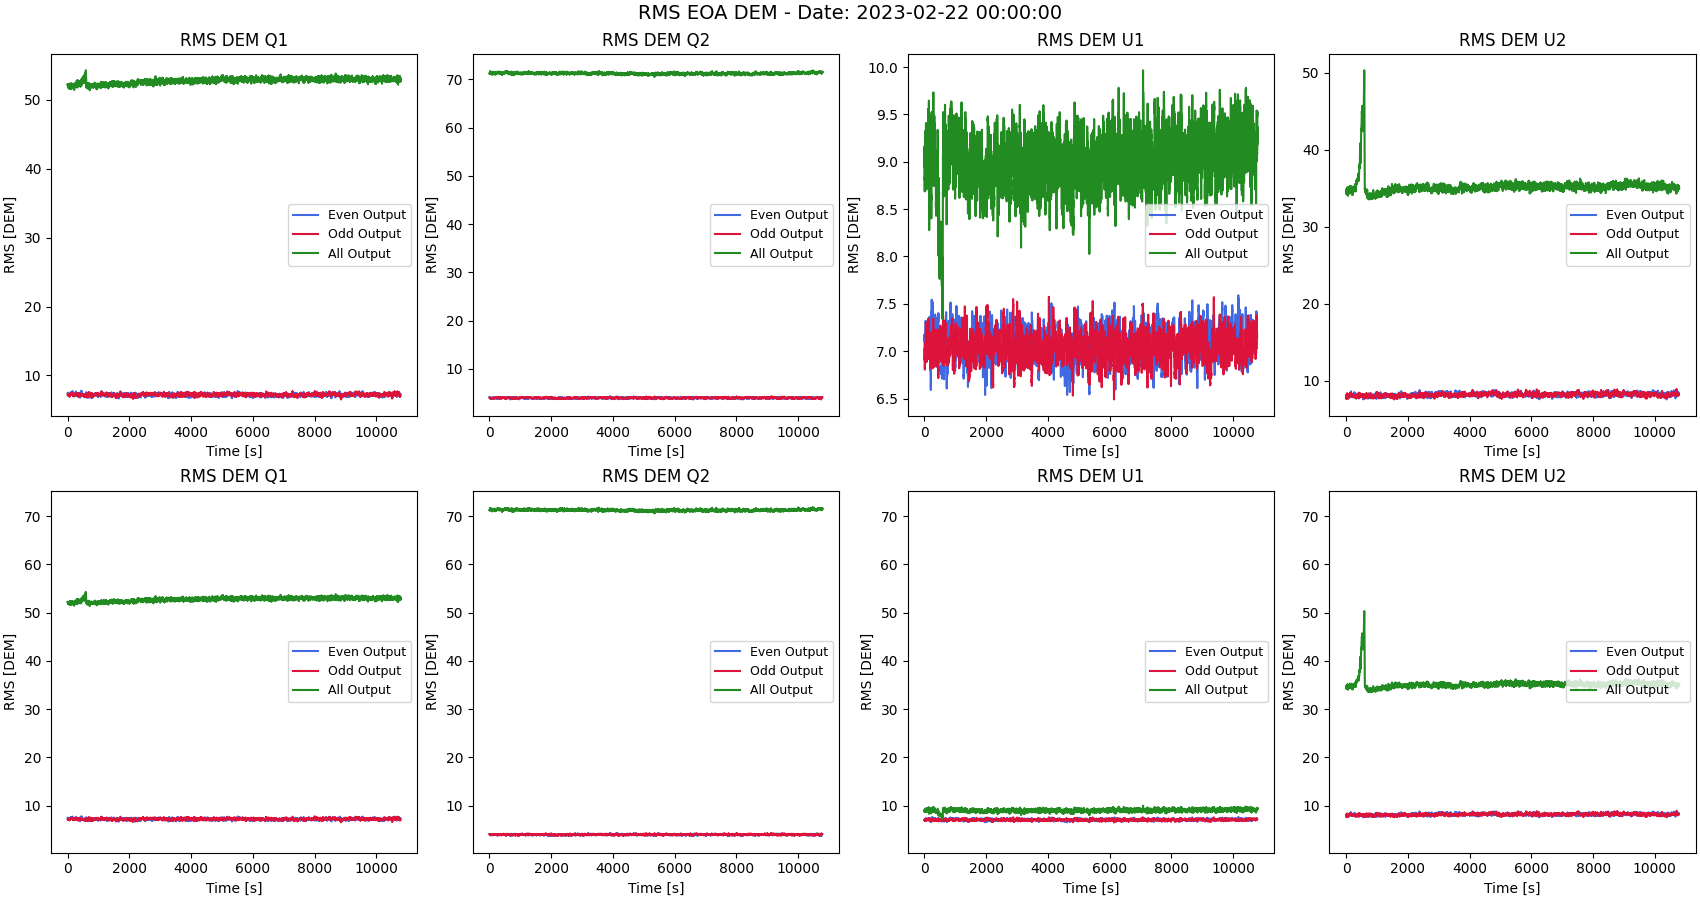 RMS EOA DEM - Date: 2023-02-22 00:00:00
RMS DEM Q1
RMS [DEM]
50
40
30
20
10
Even Output
Odd Output
All Output
0 2000 4000 6000 8000 10000
Time [s]
RMS DEM Q2
RMS [DEM]
70
60
50
40
30
20
10
Even Output
Odd Output
All Output
0 2000 4000 6000 8000 10000
Time [s]
RMS DEM U1
RMS [DEM]
10.0
9.5
9.0
8.5
8.0
7.5
7.0
6.5
Even Output
Odd Output
All Output
0 2000 4000 6000 8000 10000
Time [s]
RMS DEM U2
RMS [DEM]
50
40
30
20
10
Even Output
Odd Output
All Output
0 2000 4000 6000 8000 10000
Time [s]
RMS DEM Q1
RMS [DEM]
70
60
50
40
30
20
10
Even Output
Odd Output
All Output
0 2000 4000 6000 8000 10000
Time [s]
RMS DEM Q2
RMS [DEM]
70
60
50
40
30
20
10
Even Output
Odd Output
All Output
0 2000 4000 6000 8000 10000
Time [s]
RMS DEM U1
RMS [DEM]
70
60
50
40
30
20
10
Even Output
Odd Output
All Output
0 2000 4000 6000 8000 10000
Time [s]
RMS DEM U2
RMS [DEM]
70
60
50
40
30
20
10
Even Output
Odd Output
All Output
0 2000 4000 6000 8000 10000
Time [s]